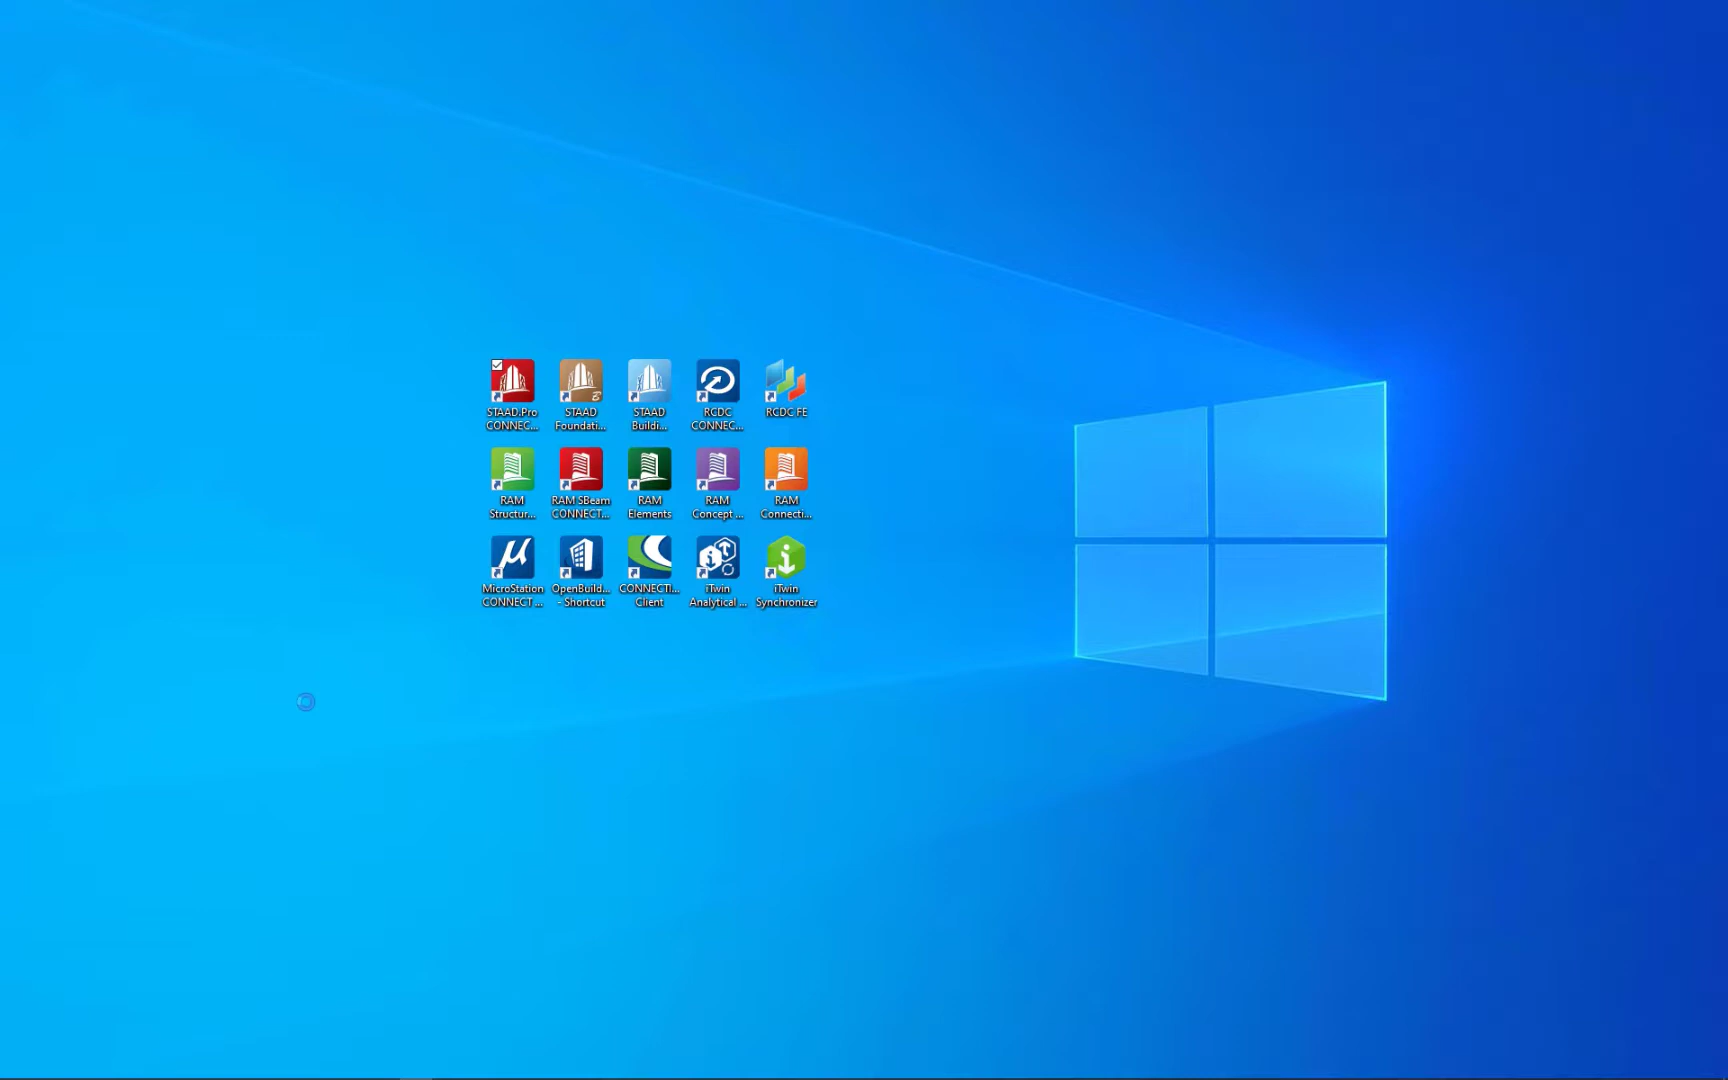 STAAD.Pro CONNEC...
STAAD Foundati...
STAAD Buildi...
RCDC CONNEC...
RCDC FE
RAM Structur...
RAM SBeam CONNECT...
RAM Elements
RAM Concept ...
RAM Connecti...
MicroStation CONNECT ...
OpenBuild... - Shortcut
CONNECTI... Client
iTwin Analytical ...
iTwin Synchronizer